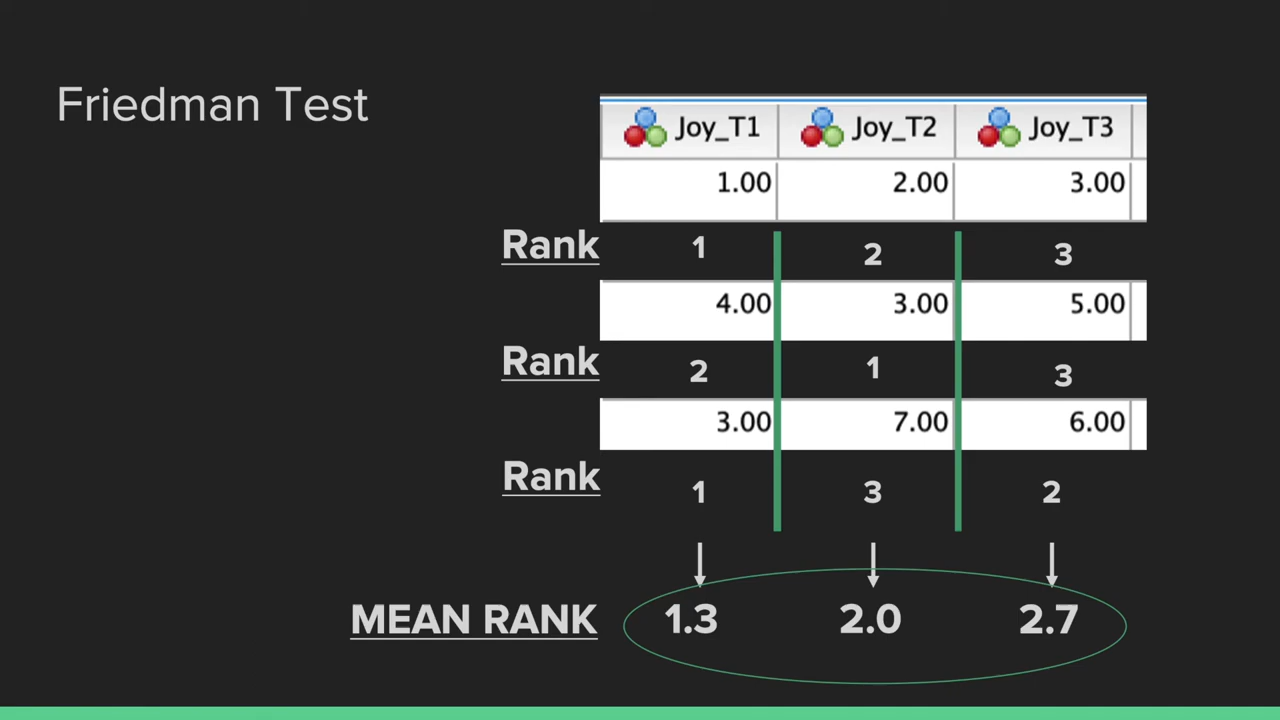 Friedman Test
Joy_T1 Joy_T2 Joy_T3
1.00 2.00 3.00
Rank 1 2 3
4.00 3.00 5.00
Rank 2 1 3
3.00 7.00 6.00
Rank 1 3 2
MEAN RANK 1.3 2.0 2.7